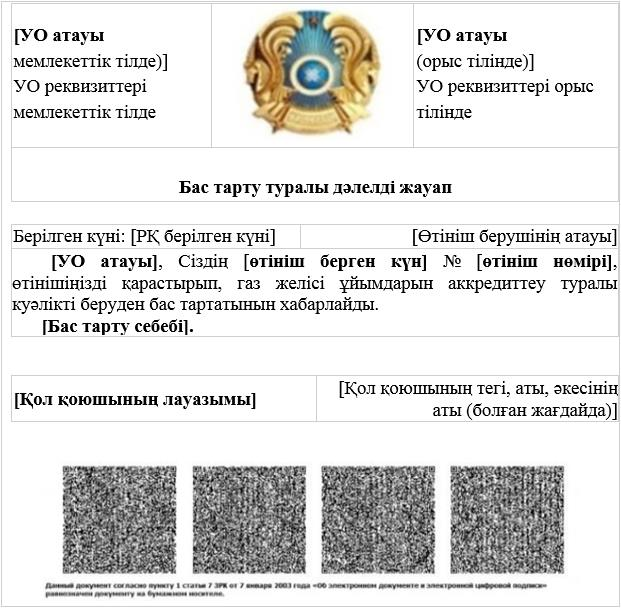 [УО атауы
мемлекеттік тілде)]
УО реквизиттері
мемлекеттік тілде
[УО атауы
(орыс тілінде)]
УО реквизиттері орыс
тілінде
Бас тарту туралы дәлелді жауап
Берілген күні: [РҚ берілген күні]
[Өтініш берушінің атауы]
[УО атауы], Сіздің [өтініш берген күн] № [өтініш нөмірі],
өтінішіңізді қарастырып, газ желісі ұйымдарын аккредиттеу туралы
куәлікті беруден бас тартатынын хабарлайды.
[Бас тарту себебі].
[Қол қоюшының лауазымы]
[Қол қоюшының тегі, аты, әкесінің
аты (болған жағдайда)]
Данный документ согласно пункту 1 статьи 7 ЗРК от 7 января 2003 года «Об электронном документе и электронной цифровой подписи»
равнозначен документу на бумажном носителе.